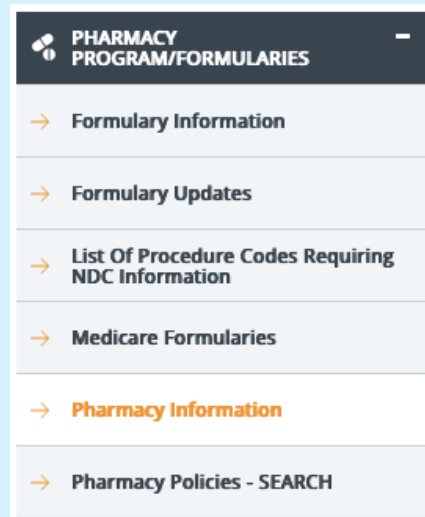 PHARMACY
PROGRAM/FORMULARIES
Formulary Information
Formulary Updates
List Of Procedure Codes Requiring
NDC Information
Medicare Formularies
Pharmacy Information
Pharmacy Policies - SEARCH